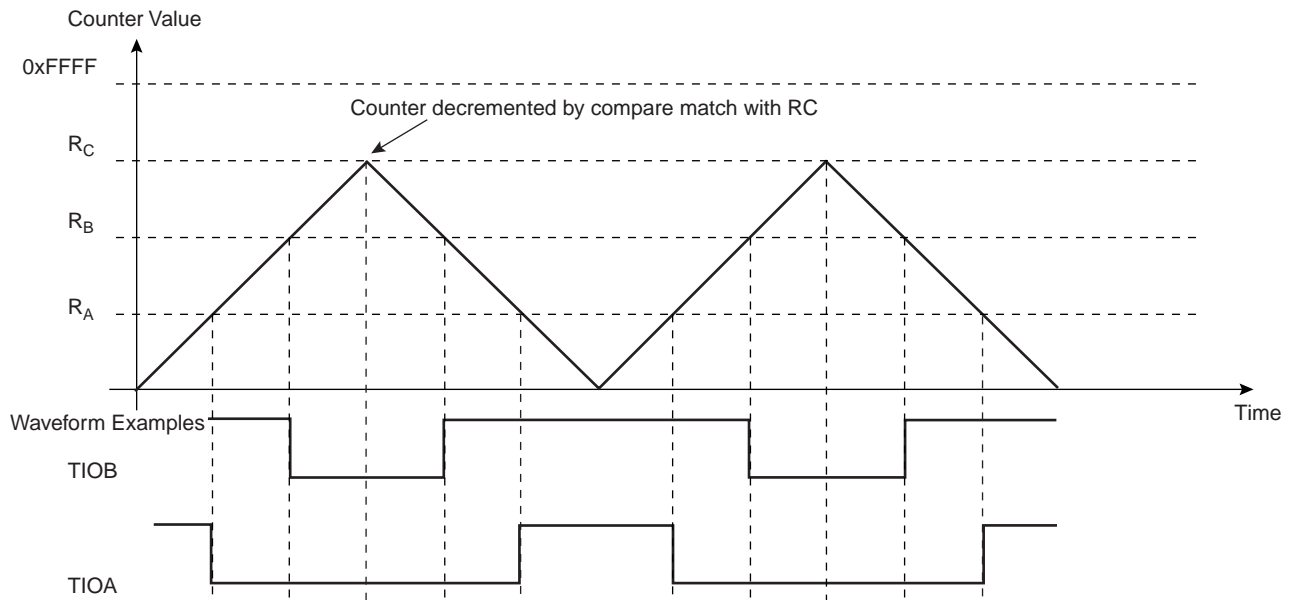 Counter Value
0xFFFF
Counter decremented by compare match with RC
RC
RB
RA
Time
Waveform Examples
TIOB
TIOA